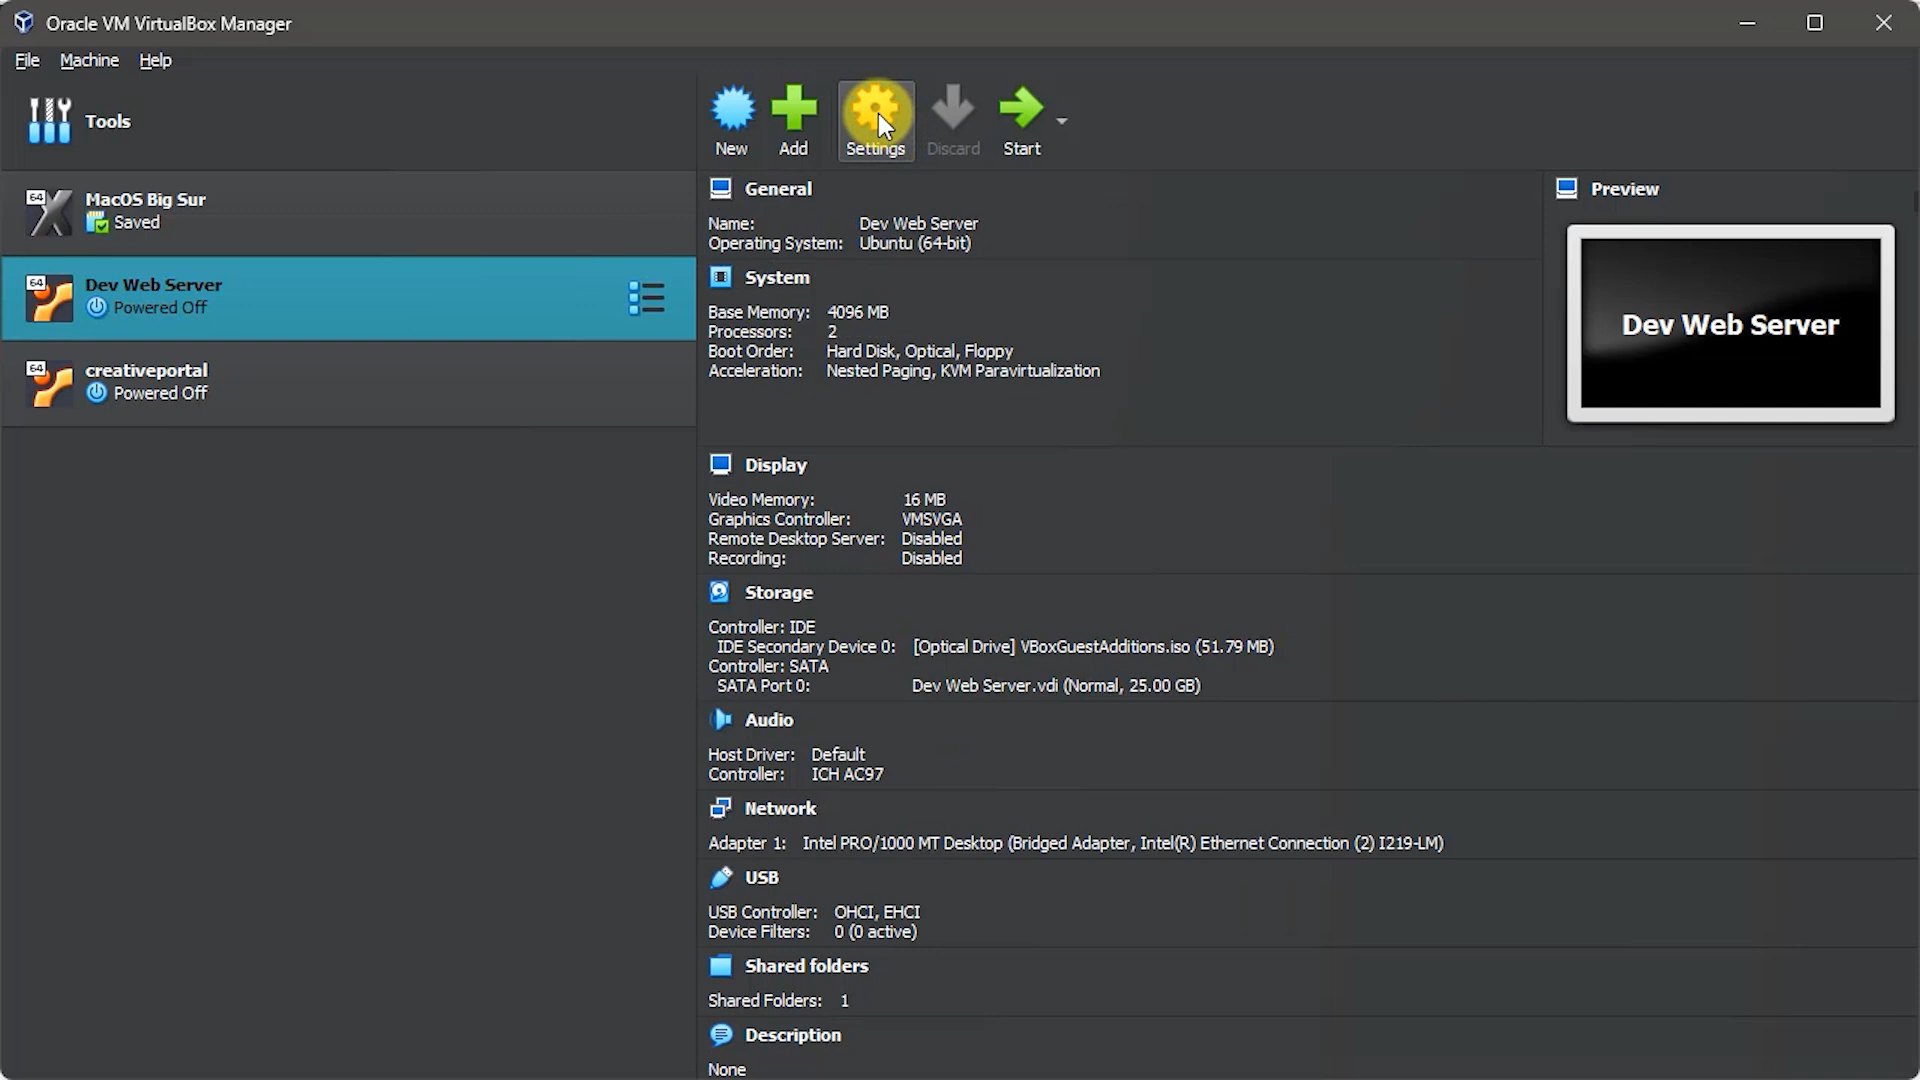 Oracle VM VirtualBox Manager
File Machine Help
Tools
New Add Settings Discard Start
64 MacOS Big Sur
Saved
64 Dev Web Server
Powered Off
64 creativeportal
Powered Off
General
Name: Dev Web Server
Operating System: Ubuntu (64-bit)
Preview
Dev Web Server
System
Base Memory: 4096 MB
Processors: 2
Boot Order: Hard Disk, Optical, Floppy
Acceleration: Nested Paging, KVM Paravirtualization
Display
Video Memory: 16 MB
Graphics Controller: VMSVGA
Remote Desktop Server: Disabled
Recording: Disabled
Storage
Controller: IDE
IDE Secondary Device 0: [Optical Drive] VBoxGuestAdditions.iso (51.79 MB)
Controller: SATA
SATA Port 0: Dev Web Server.vdi (Normal, 25.00 GB)
Audio
Host Driver: Default
Controller: ICH AC97
Network
Adapter 1: Intel PRO/1000 MT Desktop (Bridged Adapter, Intel(R) Ethernet Connection (2) I219-LM)
USB
USB Controller: OHCI, EHCI
Device Filters: 0 (0 active)
Shared folders
Shared Folders: 1
Description
None